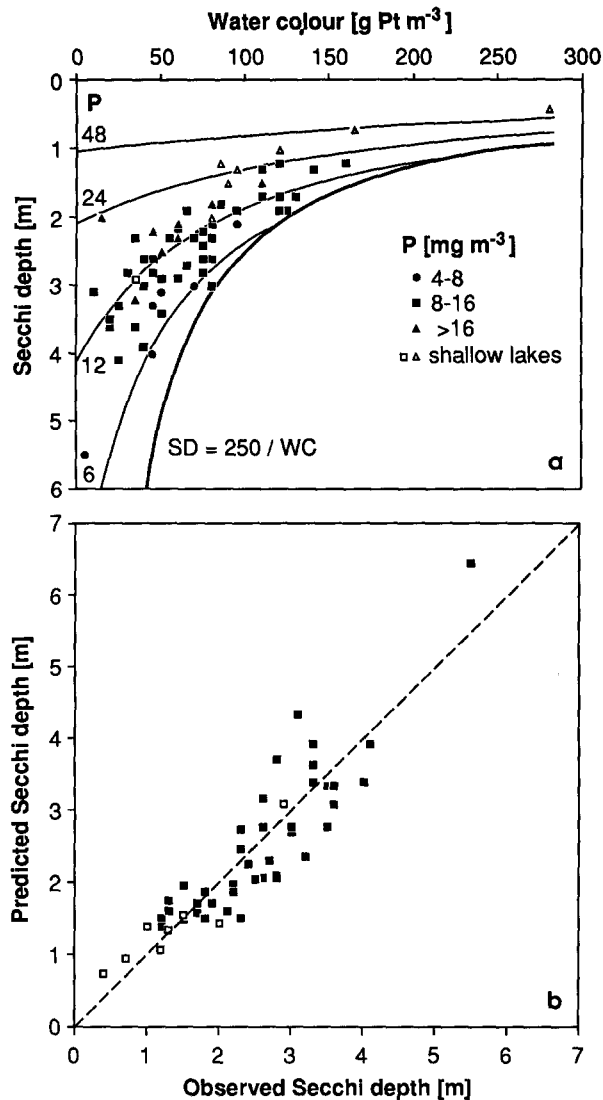 Water colour [g Pt m-3]
0 50 100 150 200 250 300
0
1
2
3
4
5
6
Secchi depth [m]
P
48
24
12
6
P [mg m-3]
4-8
8-16
>16
shallow lakes
SD = 250 / WC
a
7
6
5
4
3
2
1
0
Predicted Secchi depth [m]
b
0 1 2 3 4 5 6 7
Observed Secchi depth [m]